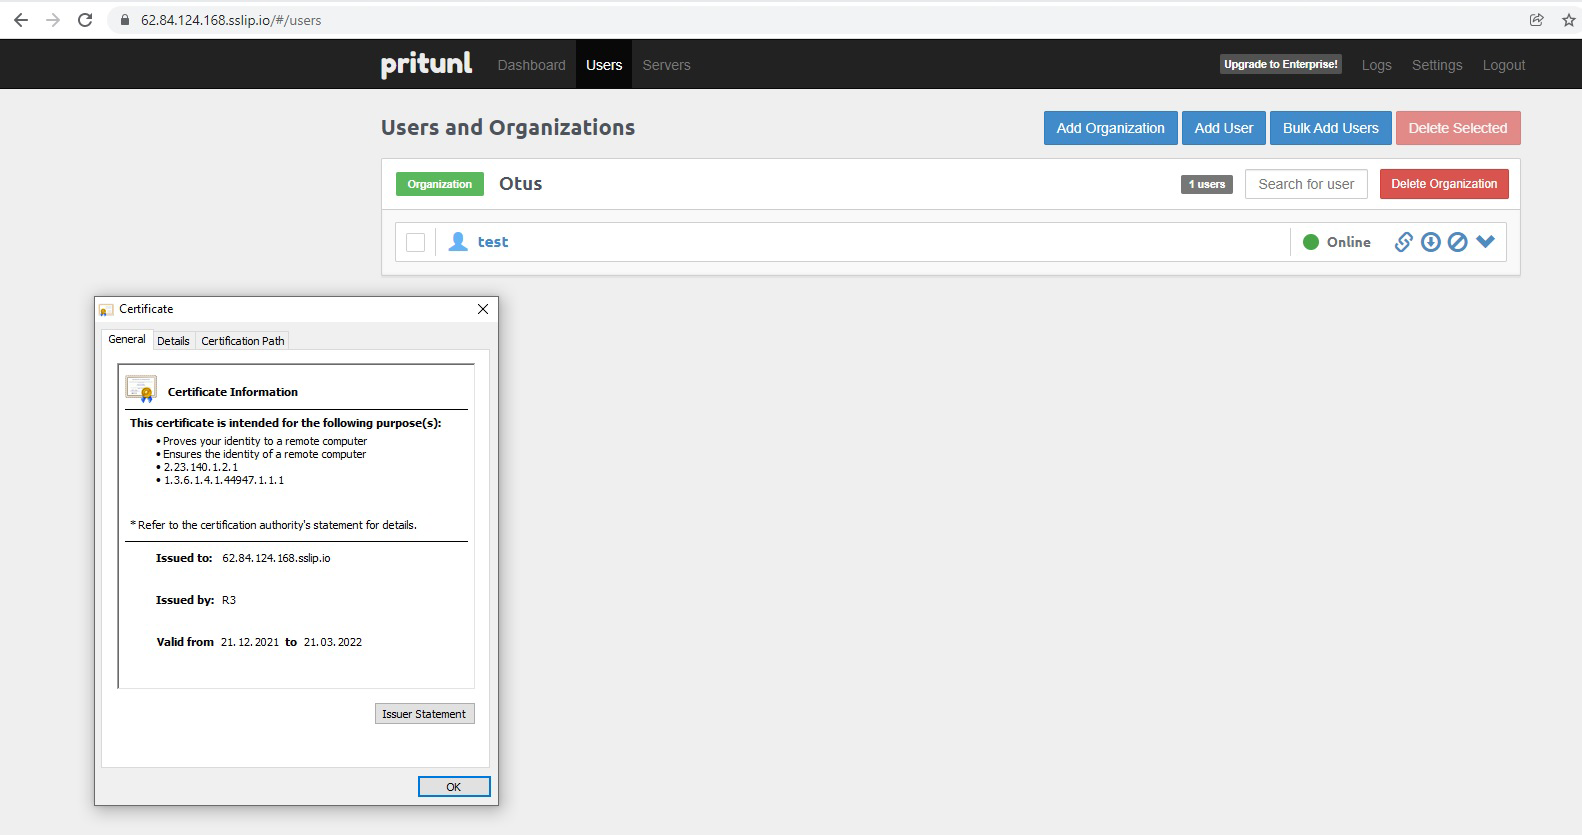 62.84.124.168.sslip.io/#/users
pritunl Dashboard Users Servers Upgrade to Enterprise! Logs Settings Logout
Users and Organizations Add Organization Add User Bulk Add Users Delete Selected
Organization Otus 1 users Search for user Delete Organization
test Online
Certificate
General Details Certification Path
Certificate Information
This certificate is intended for the following purpose(s):
• Proves your identity to a remote computer
• Ensures the identity of a remote computer
• 2.23.140.1.2.1
• 1.3.6.1.4.1.44947.1.1.1
* Refer to the certification authority's statement for details.
Issued to: 62.84.124.168.sslip.io
Issued by: R3
Valid from 21.12.2021 to 21.03.2022
Issuer Statement
OK